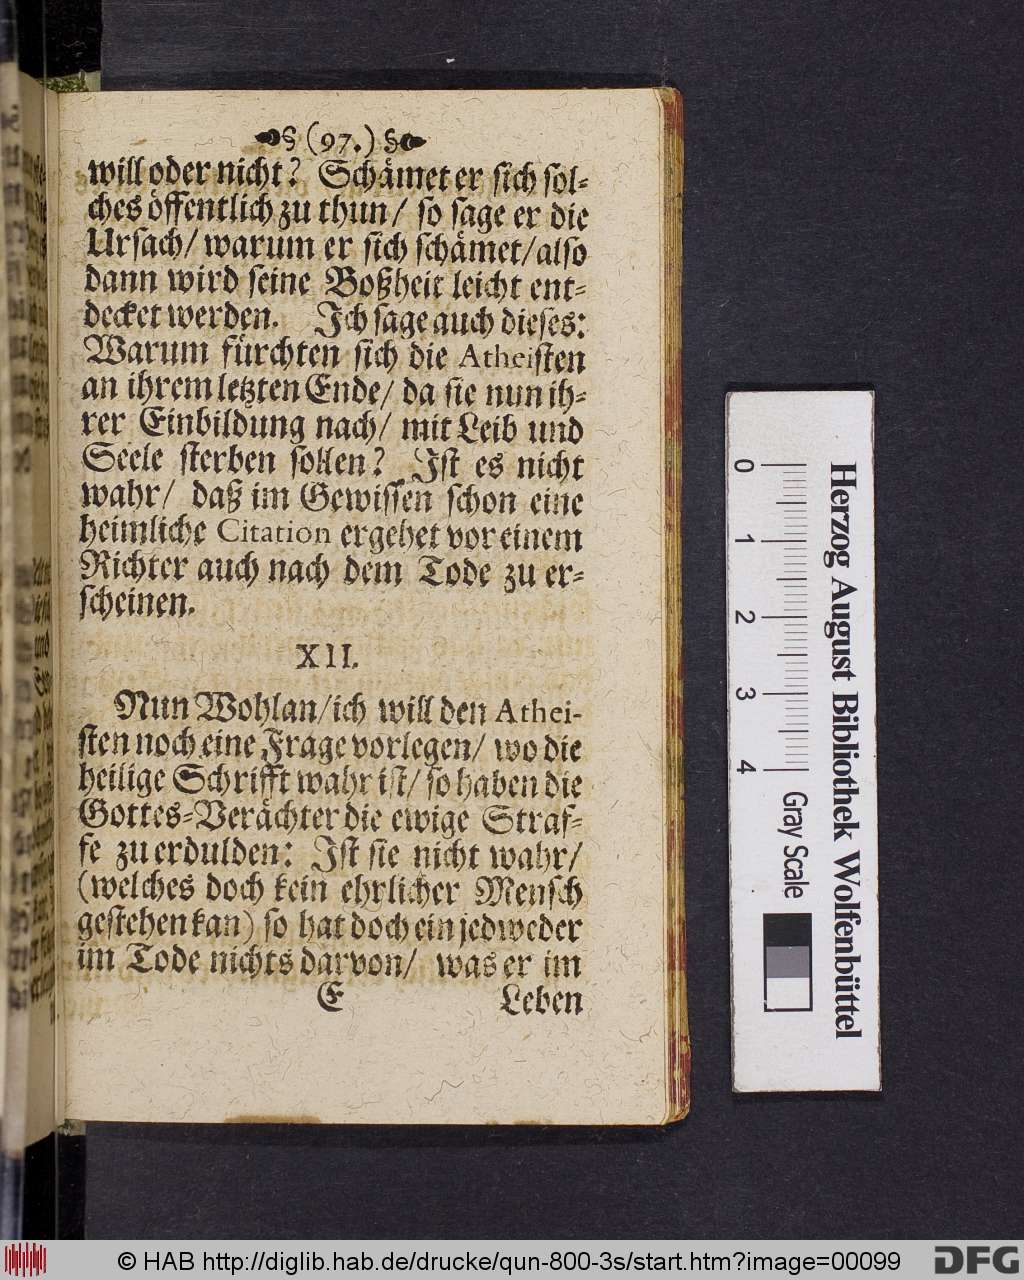 § (97.) §
will oder nicht? Schämet er sich sol-
ches öffentlich zu thun/ so sage er die
Ursach/ warum er sich schämet/ also
dann wird seine Boßheit leicht ent-
decket werden. Ich sage auch dieses:
Warum fürchten sich die Atheisten
an ihrem letzten Ende/ da sie nun ih-
rer Einbildung nach/ mit Leib und
Seele sterben sollen? Ist es nicht
wahr/ daß im Gewissen schon eine
heimliche Citation ergehet vor einem
Richter auch nach dem Tode zu er-
scheinen.
XII.
Nun Wohlan/ ich will den Athei-
sten noch eine Frage vorlegen/ wo die
heilige Schrifft wahr ist/ so haben die
Gottes-Verächter die ewige Straf-
fe zu erdulden: Ist sie nicht wahr/
(welches doch kein ehrlicher Mensch
gestehen kan) so hat doch ein jedweder
im Tode nichts darvon/ was er im
E Leben
Herzog August Bibliothek Wolfenbüttel
0 1 2 3 4 Gray Scale
© HAB http://diglib.hab.de/drucke/qun-800-3s/start.htm?image=00099
DFG